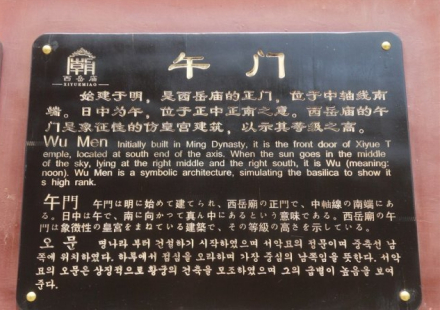 廟
西岳庙
XIYUEMIAO
午门
始建于明，是西岳庙的正门，位于中轴线南
端。日中为午，位于正中正南之意。西岳庙的午
门是象征性的仿皇宫建筑，以示其等级之高。
Wu Men Initially built in Ming Dynasty, it is the front door of Xiyue T
emple, located at south end of the axis. When the sun goes in the middle
of the sky, lying at the right middle and the right south, it is Wu (meaning:
noon). Wu Men is a symbolic architecture, simulating the basilica to show it
s high rank.
午門 午門は明に始めて建てられ、西岳廟の正門で、中軸線の南端にあ
る。日中は午で、南に向かつて真ん中にあるという意味である。西岳廟の午
門は象徴性の皇宮をまねている建築で、その等級の高さを示している。
오문 명나라 부터 건설하기 시작하였으며 서악묘의 정문이며 중축선 남
쪽에 위치하였다. 하루에서 점심을 오라하며 가장 중심의 남쪽임을 뜻한다. 서악
묘의 오문은 상징적으로 황궁의 건축을 모조하였으며 그의 급별이 높음을 보여
준다.